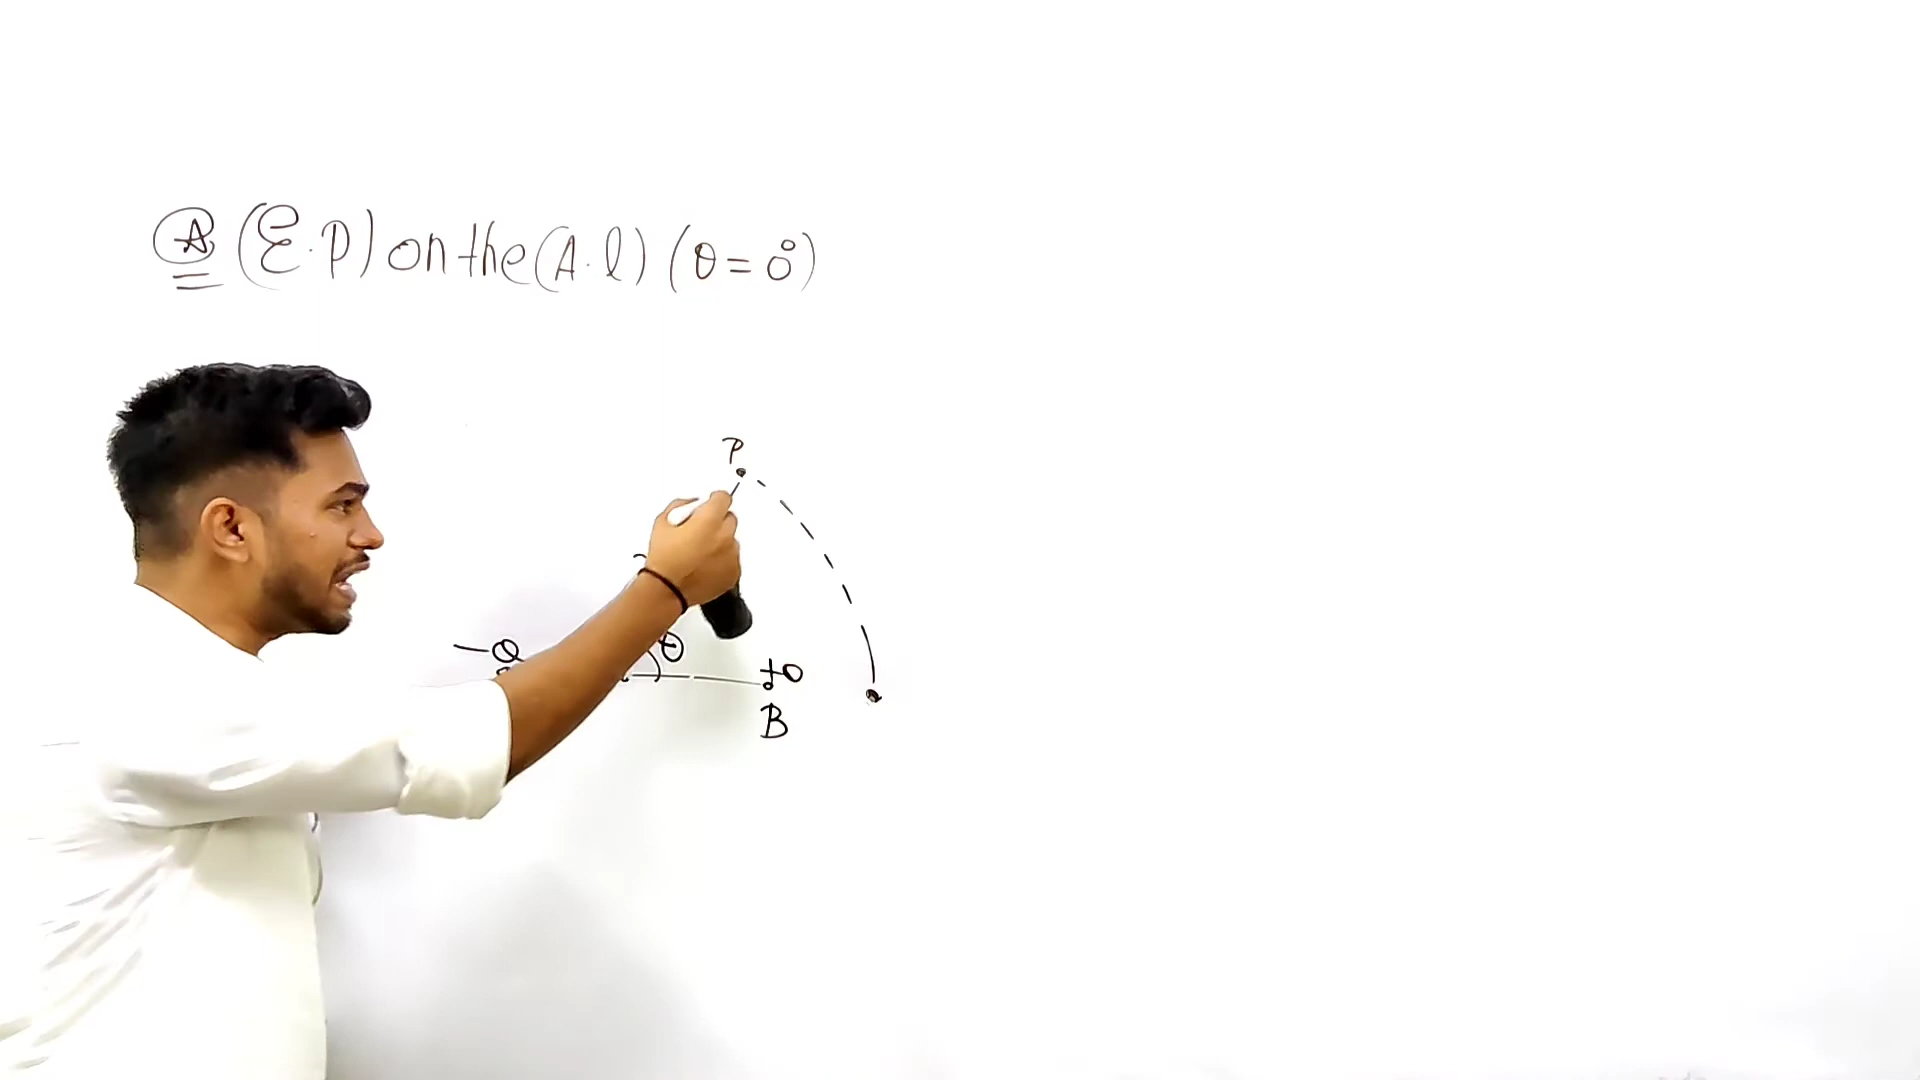 A (E.P) on the (A.l) (θ = 0°)
P
θ
-Q
+Q
B